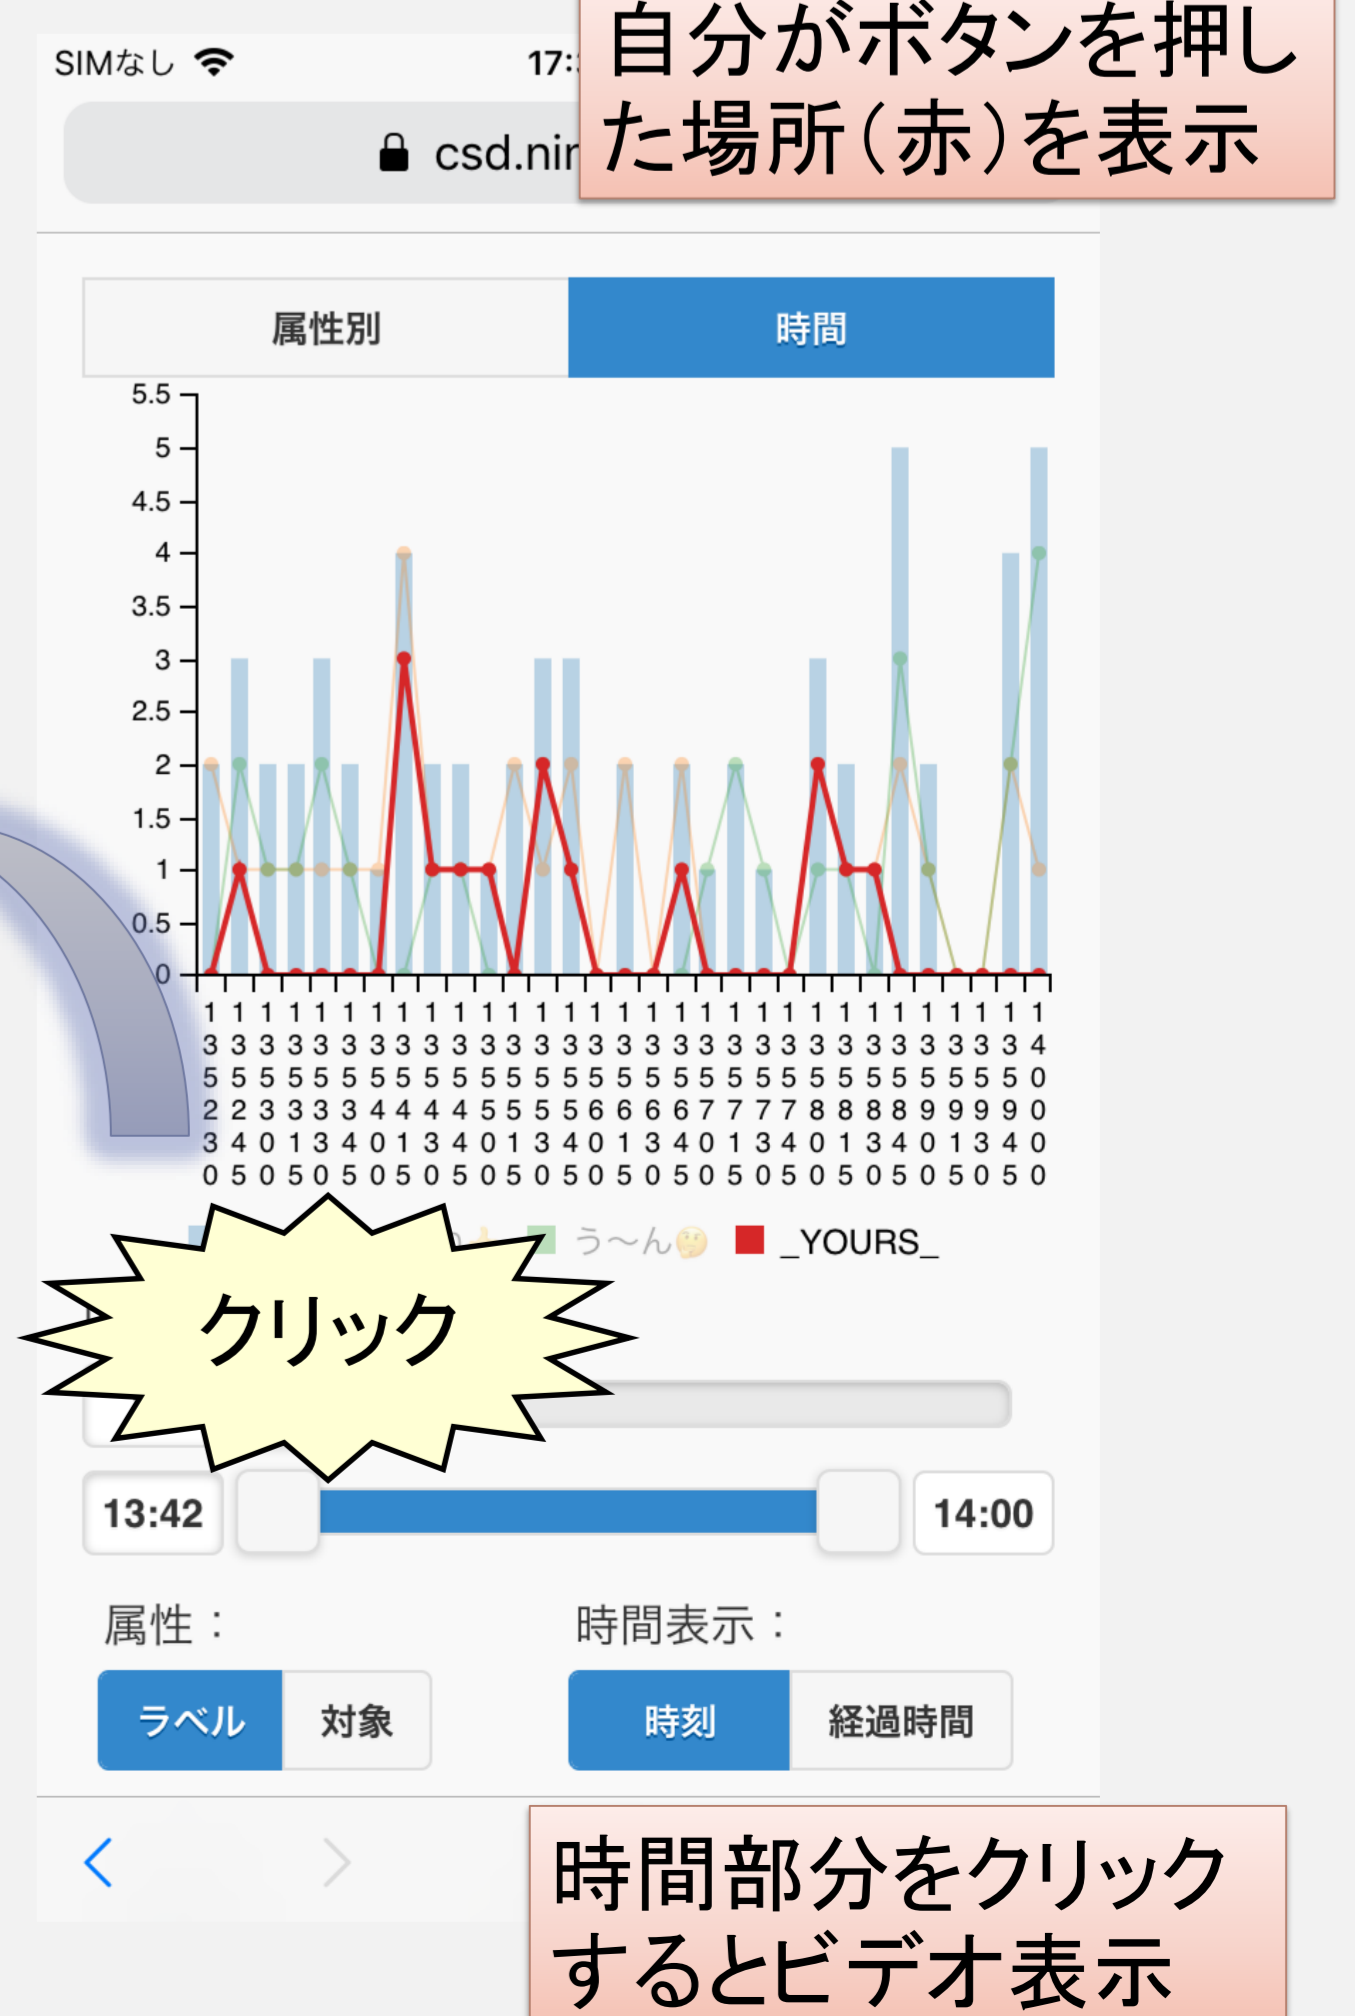 自分がボタンを押し
た場所（赤）を表示
SIMなし
csd.nin
属性別 時間
5.5
5
4.5
4
3.5
3
2.5
2
1.5
1
0.5
0
1 1 1 1 1 1 1 1 1 1 1 1 1 1 1 1 1 1 1 1 1 1 1 1 1 1 1 1 1 1 1
3 3 3 3 3 3 3 3 3 3 3 3 3 3 3 3 3 3 3 3 3 3 3 3 3 3 3 3 3 3 4
5 5 5 5 5 5 5 5 5 5 5 5 5 5 5 5 5 5 5 5 5 5 5 5 5 5 5 5 5 5 0
2 2 3 3 3 3 4 4 4 4 5 5 5 5 6 6 6 6 7 7 7 7 8 8 8 8 9 9 9 9 0
3 4 0 1 3 4 0 1 3 4 0 1 3 4 0 1 3 4 0 1 3 4 0 1 3 4 0 1 3 4 0
0 5 0 5 0 5 0 5 0 5 0 5 0 5 0 5 0 5 0 5 0 5 0 5 0 5 0 5 0 5 0
う〜ん🤔 _YOURS_
クリック
13:42 14:00
属性： 時間表示：
ラベル 対象 時刻 経過時間
時間部分をクリック
するとビデオ表示